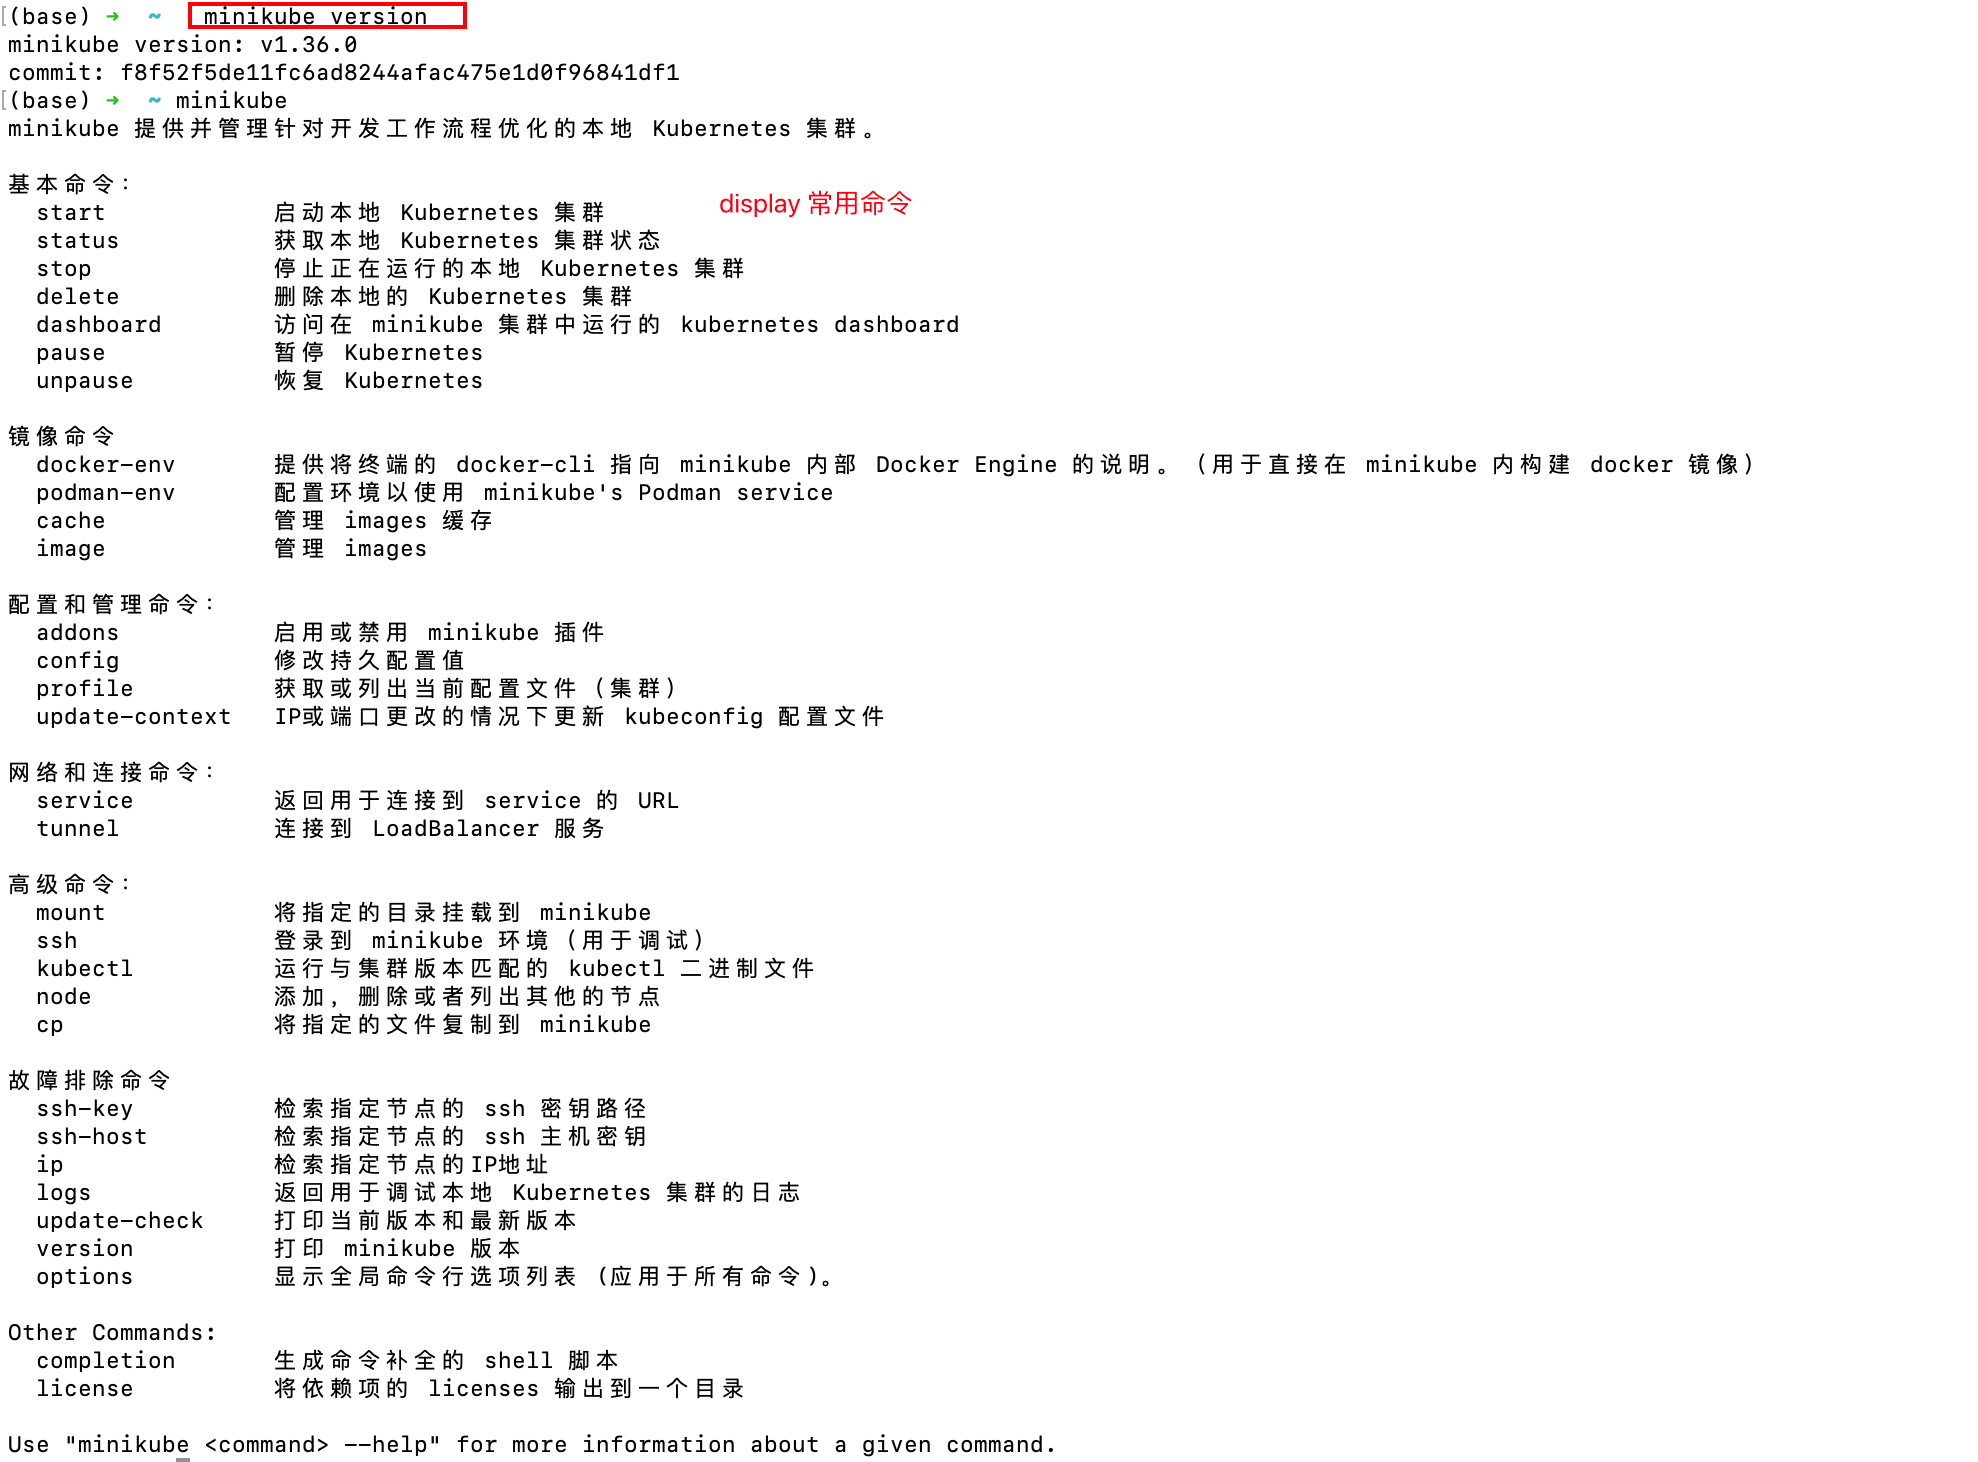 (base) ➜ ~ minikube version
minikube version: v1.36.0
commit: f8f52f5de11fc6ad8244afac475e1d0f96841df1
(base) ➜ ~ minikube
minikube 提供并管理针对开发工作流程优化的本地 Kubernetes 集群。
基本命令：
display 常用命令
start 启动本地 Kubernetes 集群
status 获取本地 Kubernetes 集群状态
stop 停止正在运行的本地 Kubernetes 集群
delete 删除本地的 Kubernetes 集群
dashboard 访问在 minikube 集群中运行的 kubernetes dashboard
pause 暂停 Kubernetes
unpause 恢复 Kubernetes
镜像命令
docker-env 提供将终端的 docker-cli 指向 minikube 内部 Docker Engine 的说明。（用于直接在 minikube 内构建 docker 镜像）
podman-env 配置环境以使用 minikube's Podman service
cache 管理 images 缓存
image 管理 images
配置和管理命令：
addons 启用或禁用 minikube 插件
config 修改持久配置值
profile 获取或列出当前配置文件（集群）
update-context IP或端口更改的情况下更新 kubeconfig 配置文件
网络和连接命令：
service 返回用于连接到 service 的 URL
tunnel 连接到 LoadBalancer 服务
高级命令：
mount 将指定的目录挂载到 minikube
ssh 登录到 minikube 环境（用于调试）
kubectl 运行与集群版本匹配的 kubectl 二进制文件
node 添加，删除或者列出其他的节点
cp 将指定的文件复制到 minikube
故障排除命令
ssh-key 检索指定节点的 ssh 密钥路径
ssh-host 检索指定节点的 ssh 主机密钥
ip 检索指定节点的IP地址
logs 返回用于调试本地 Kubernetes 集群的日志
update-check 打印当前版本和最新版本
version 打印 minikube 版本
options 显示全局命令行选项列表 (应用于所有命令)。
Other Commands:
completion 生成命令补全的 shell 脚本
license 将依赖项的 licenses 输出到一个目录
Use "minikube <command> --help" for more information about a given command.